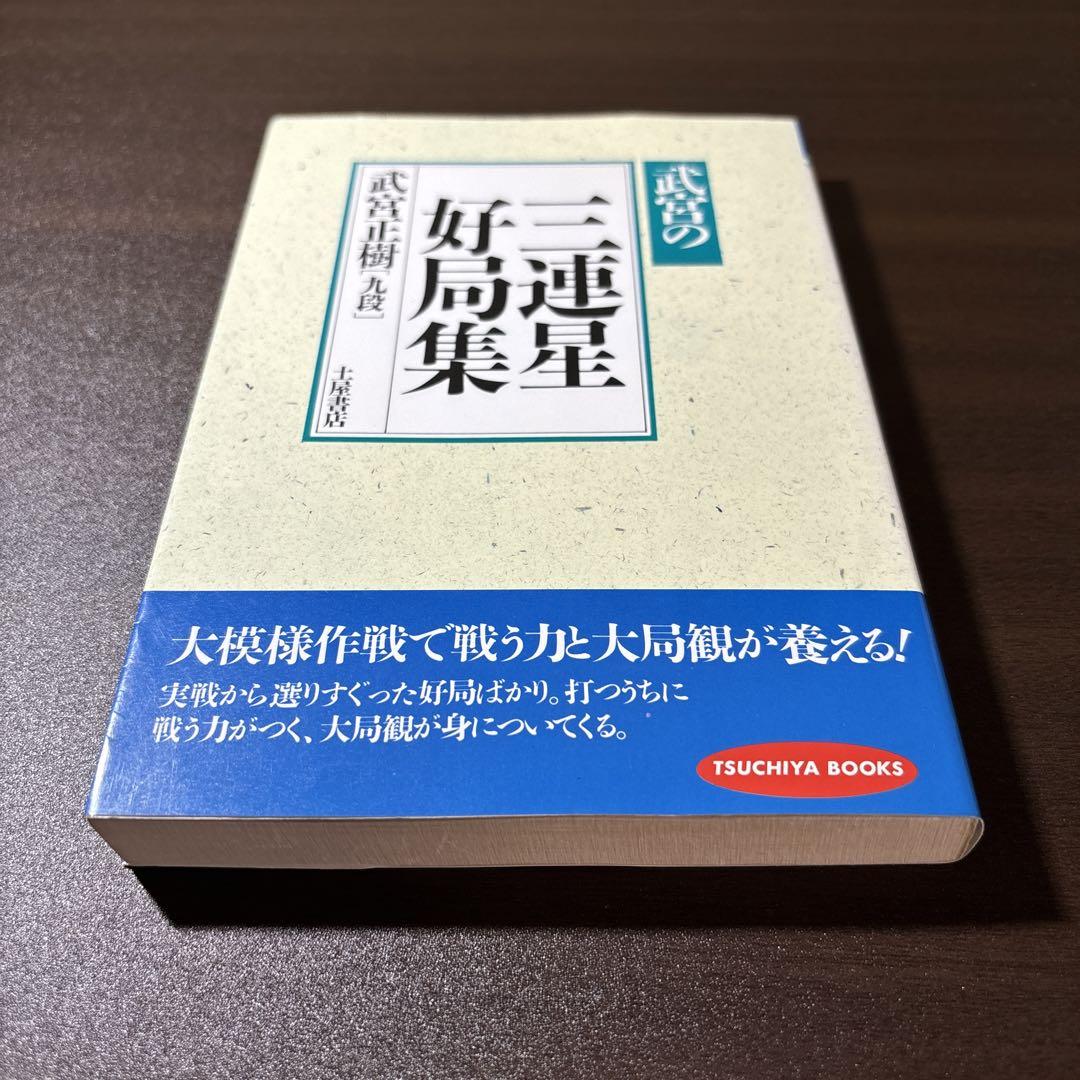 武宮の
三連星
好局集
武宮正樹[九段]
土屋書店
大模様作戦で戦う力と大局観が養える!
実戦から選りすぐった好局ばかり。打つうちに
戦う力がつく、大局観が身についてくる。
TSUCHIYA BOOKS